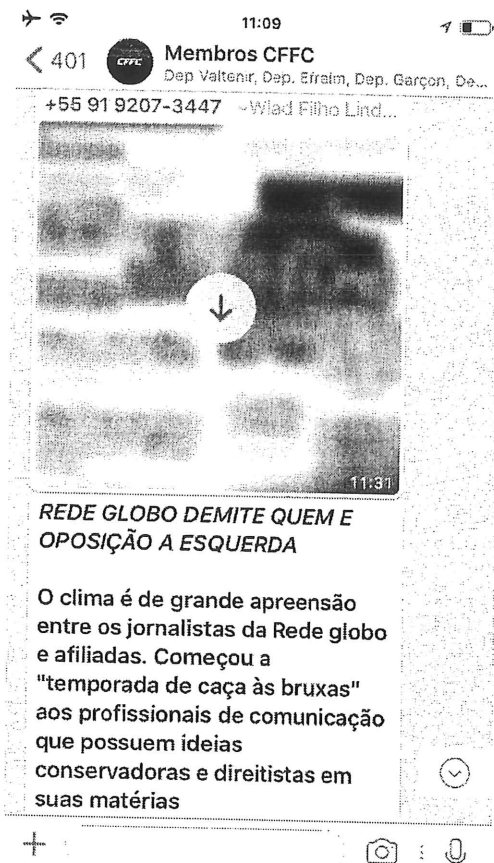 11:09
401
CFFC
Membros CFFC
Dep Valtenir, Dep. Efraim, Dep. Garçon, De...
+55 91 9207-3447 ~Wlad Filho Lind...
11:31
REDE GLOBO DEMITE QUEM E
OPOSIÇÃO A ESQUERDA
O clima é de grande apreensão
entre os jornalistas da Rede globo
e afiliadas. Começou a
"temporada de caça às bruxas"
aos profissionais de comunicação
que possuem ideias
conservadoras e direitistas em
suas matérias